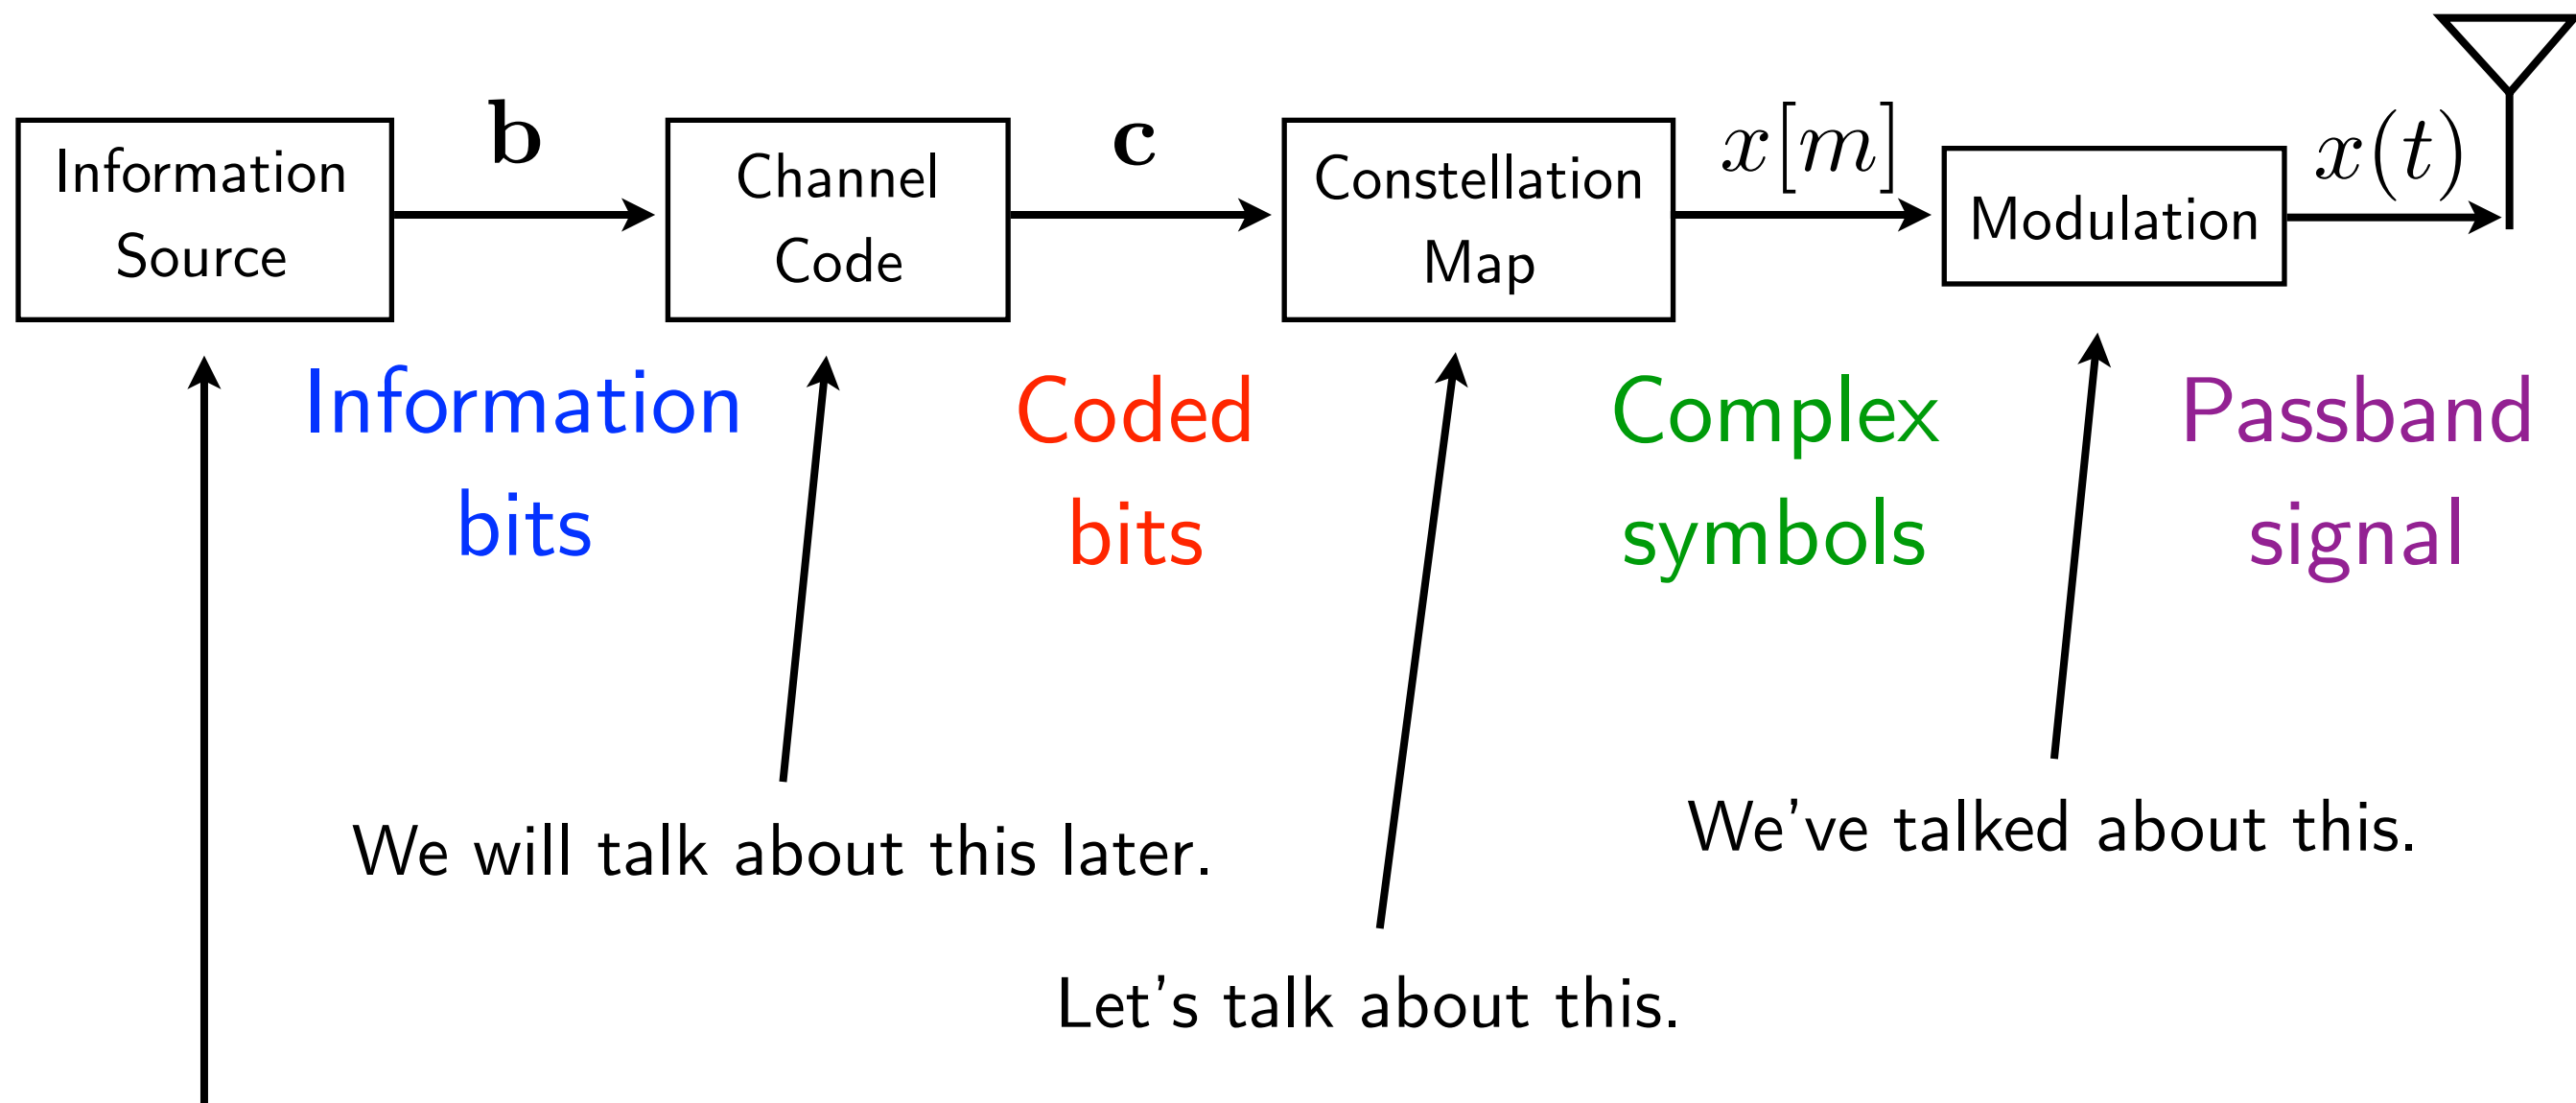 b
c
x[m]
x(t)
Information
Source
Channel
Code
Constellation
Map
Modulation
Information
bits
Coded
bits
Complex
symbols
Passband
signal
We will talk about this later.
We've talked about this.
Let's talk about this.